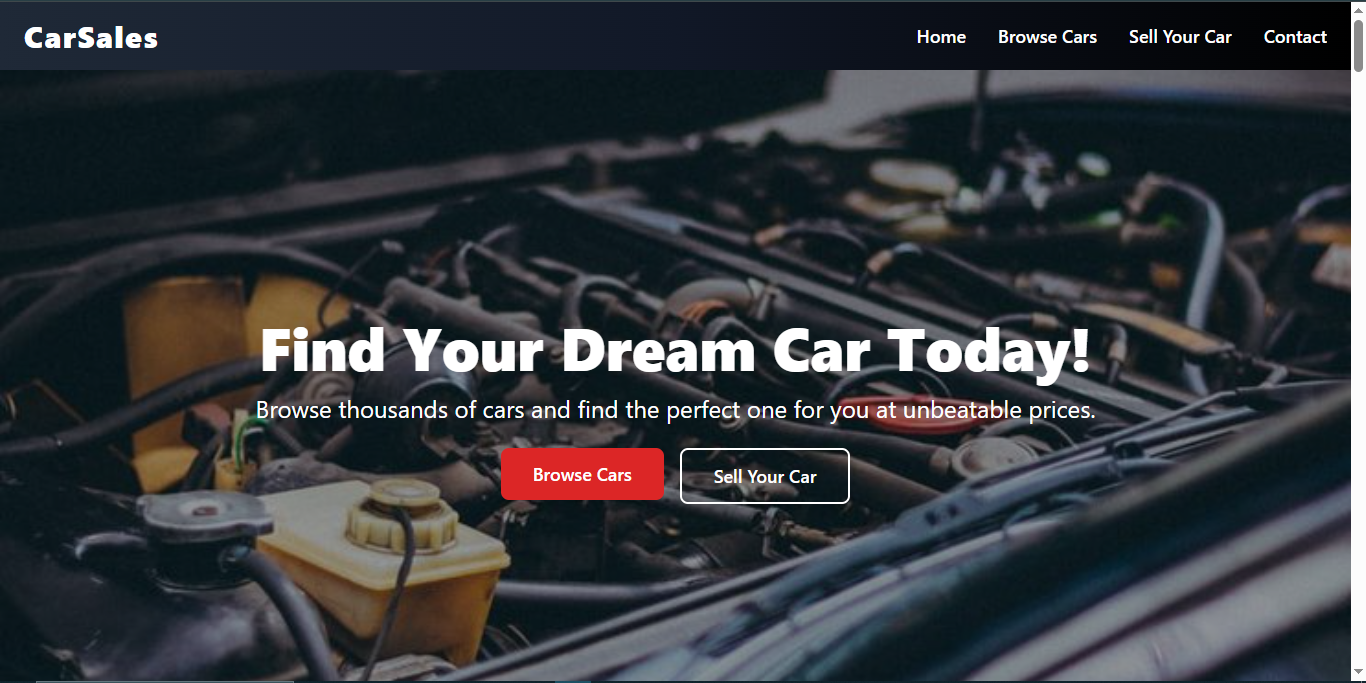 CarSales
Home Browse Cars Sell Your Car Contact
Find Your Dream Car Today!
Browse thousands of cars and find the perfect one for you at unbeatable prices.
Browse Cars Sell Your Car